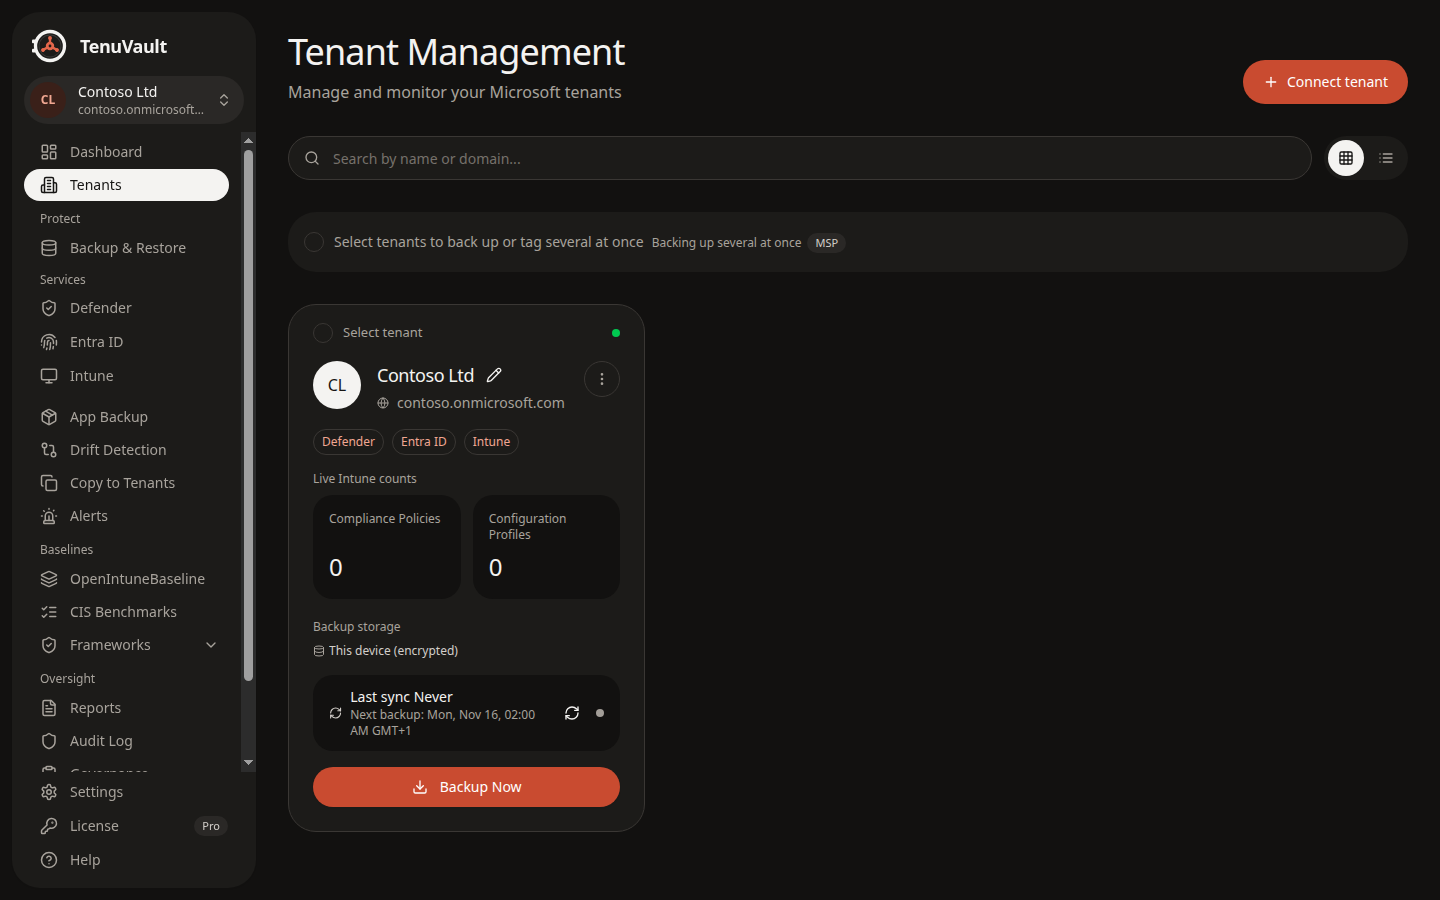 TenuVault
CL
Contoso Ltd
contoso.onmicrosoft...
Dashboard
Tenants
Protect
Backup & Restore
Services
Defender
Entra ID
Intune
App Backup
Drift Detection
Copy to Tenants
Alerts
Baselines
OpenIntuneBaseline
CIS Benchmarks
Frameworks
Oversight
Reports
Audit Log
Settings
License
Pro
Help
Tenant Management
Manage and monitor your Microsoft tenants
Connect tenant
Search by name or domain...
Select tenants to back up or tag several at once Backing up several at once MSP
Select tenant
CL
Contoso Ltd
contoso.onmicrosoft.com
Defender
Entra ID
Intune
Live Intune counts
Compliance Policies
0
Configuration
Profiles
0
Backup storage
This device (encrypted)
Last sync Never
Next backup: Mon, Nov 16, 02:00
AM GMT+1
Backup Now